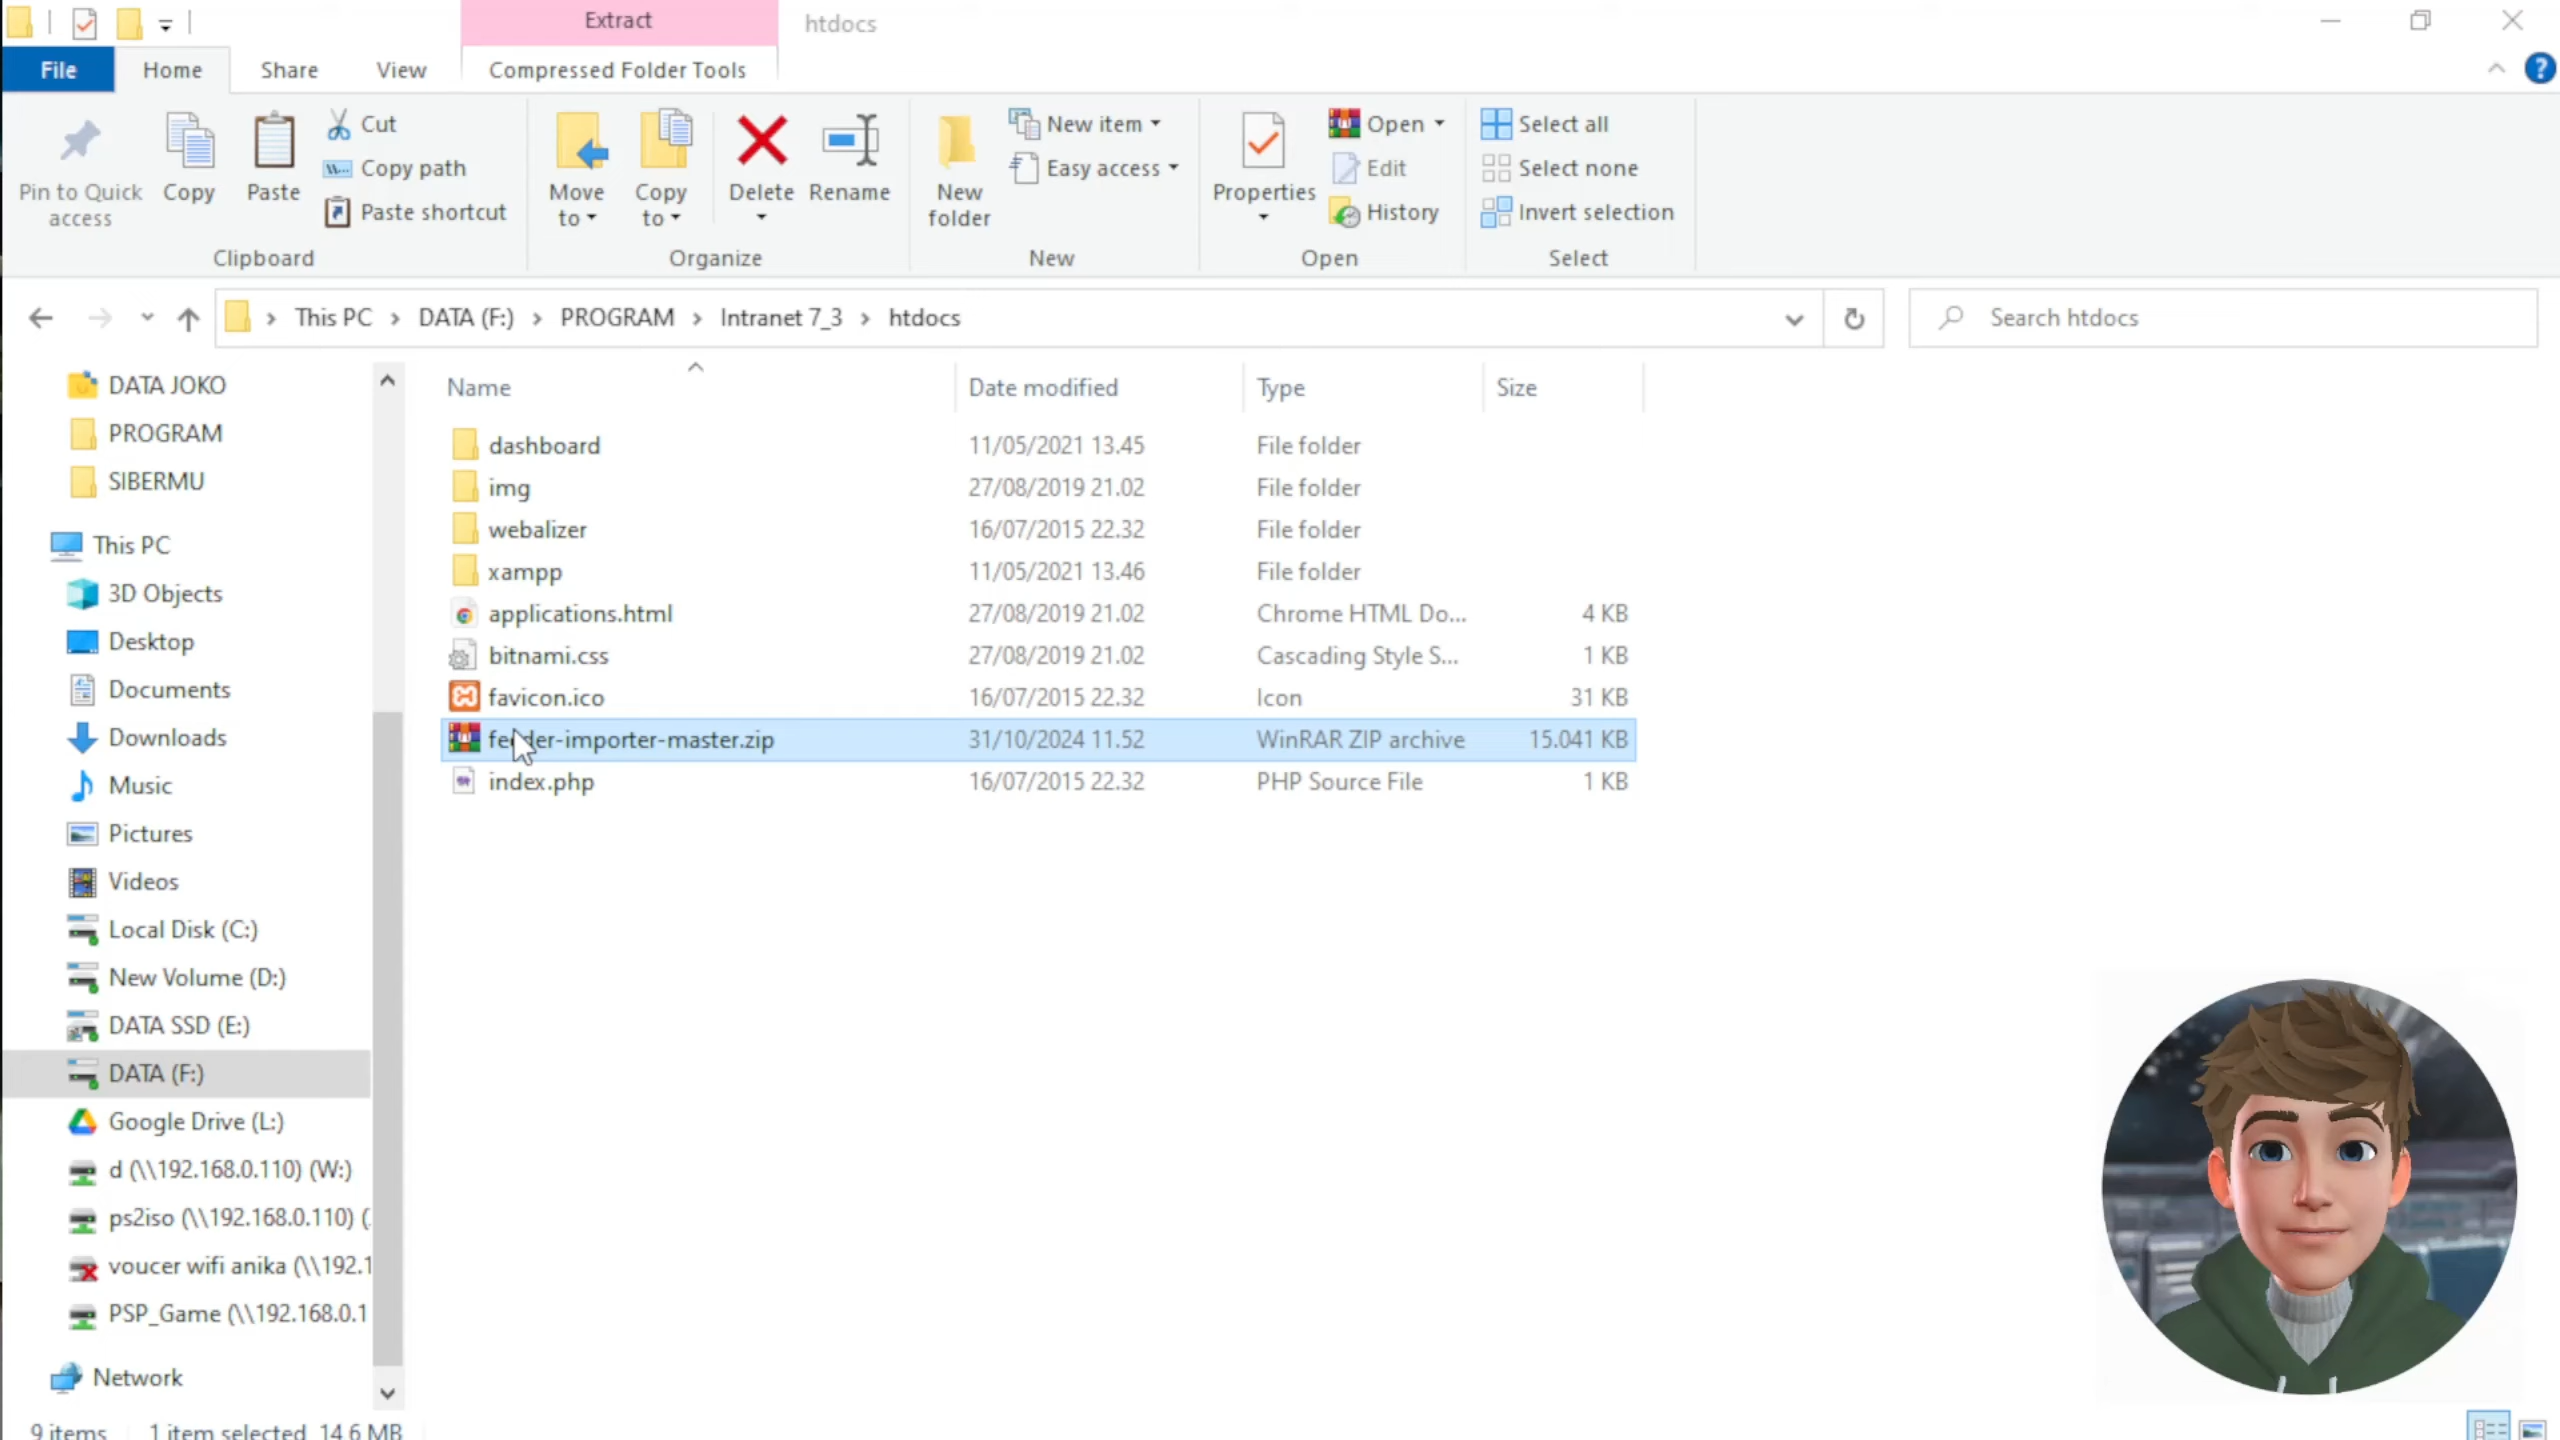 Extract
htdocs
File
Home
Share
View
Compressed Folder Tools
Pin to Quick access
Copy
Paste
Cut
Copy path
Paste shortcut
Clipboard
Move to
Copy to
Delete
Rename
Organize
New folder
New item
Easy access
New
Properties
Open
Edit
History
Open
Select all
Select none
Invert selection
Select
This PC > DATA (F:) > PROGRAM > Intranet 7_3 > htdocs
Search htdocs
DATA JOKO
PROGRAM
SIBERMU
This PC
3D Objects
Desktop
Documents
Downloads
Music
Pictures
Videos
Local Disk (C:)
New Volume (D:)
DATA SSD (E:)
DATA (F:)
Google Drive (L:)
d (\\192.168.0.110) (W:)
ps2iso (\\192.168.0.110) (
voucer wifi anika (\\192.1
PSP_Game (\\192.168.0.1
Network
Name Date modified Type Size
dashboard 11/05/2021 13.45 File folder
img 27/08/2019 21.02 File folder
webalizer 16/07/2015 22.32 File folder
xampp 11/05/2021 13.46 File folder
applications.html 27/08/2019 21.02 Chrome HTML Do... 4 KB
bitnami.css 27/08/2019 21.02 Cascading Style S... 1 KB
favicon.ico 16/07/2015 22.32 Icon 31 KB
feeder-importer-master.zip 31/10/2024 11.52 WinRAR ZIP archive 15.041 KB
index.php 16/07/2015 22.32 PHP Source File 1 KB
9 items 1 item selected 14,6 MB